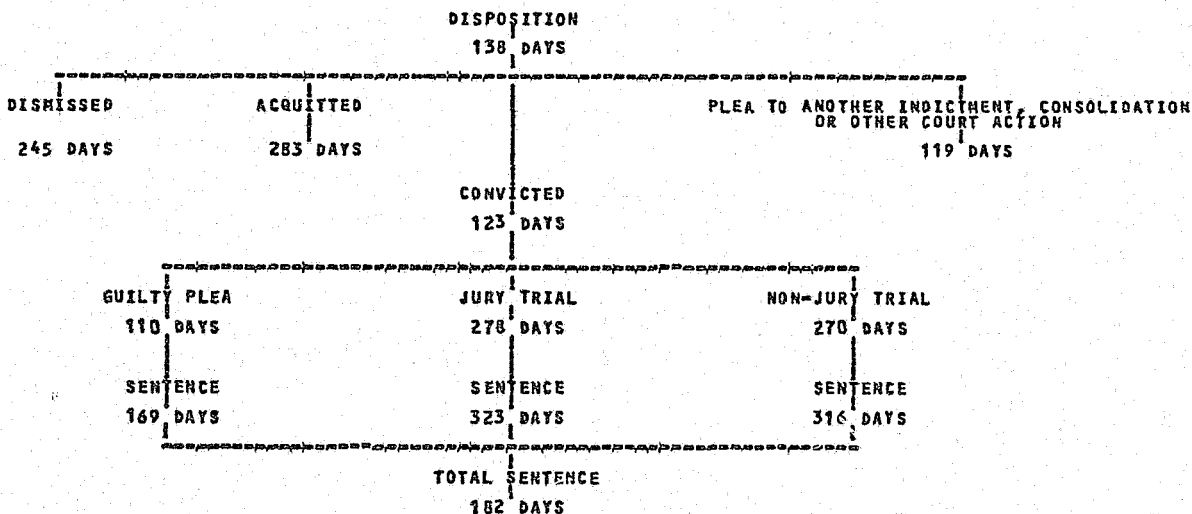 DISPOSITION
138 DAYS
DISMISSED ACQUITTED PLEA TO ANOTHER INDICTMENT, CONSOLIDATION
OR OTHER COURT ACTION
245 DAYS 283 DAYS 119 DAYS
CONVICTED
123 DAYS
GUILTY PLEA JURY TRIAL NON-JURY TRIAL
110 DAYS 278 DAYS 270 DAYS
SENTENCE SENTENCE SENTENCE
169 DAYS 323 DAYS 316 DAYS
TOTAL SENTENCE
182 DAYS